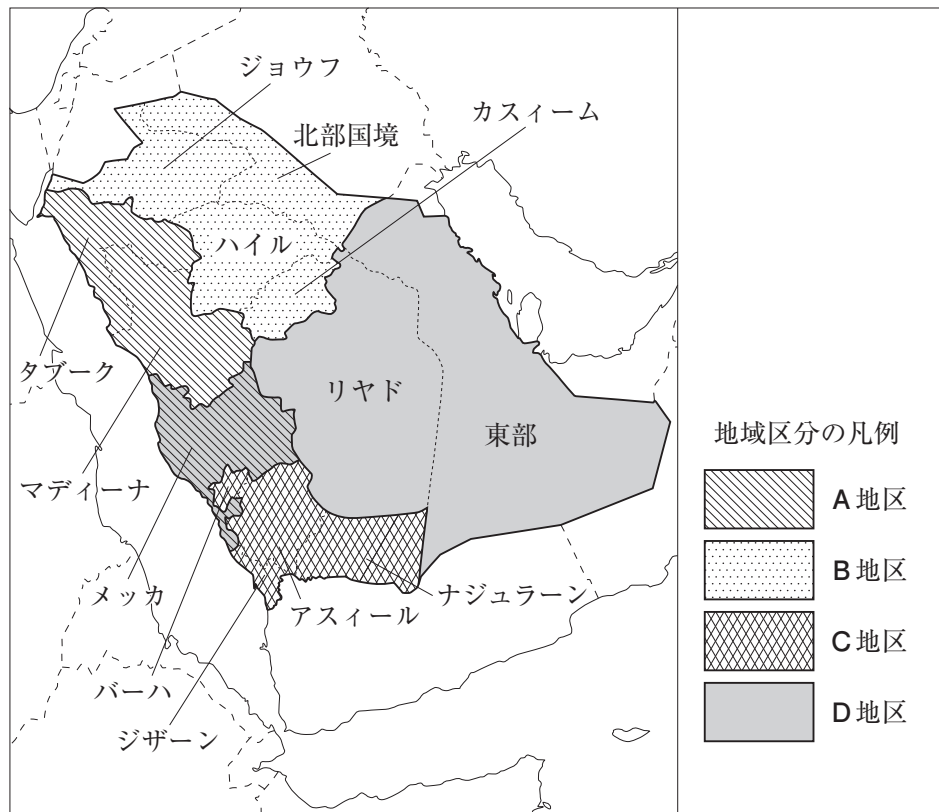 ジョウフ
カスィーム
北部国境
ハイル
タブーク
リヤド
東部
マディーナ
メッカ
アスィール
ナジュラーン
バーハ
ジザーン
地域区分の凡例
A地区
B地区
C地区
D地区